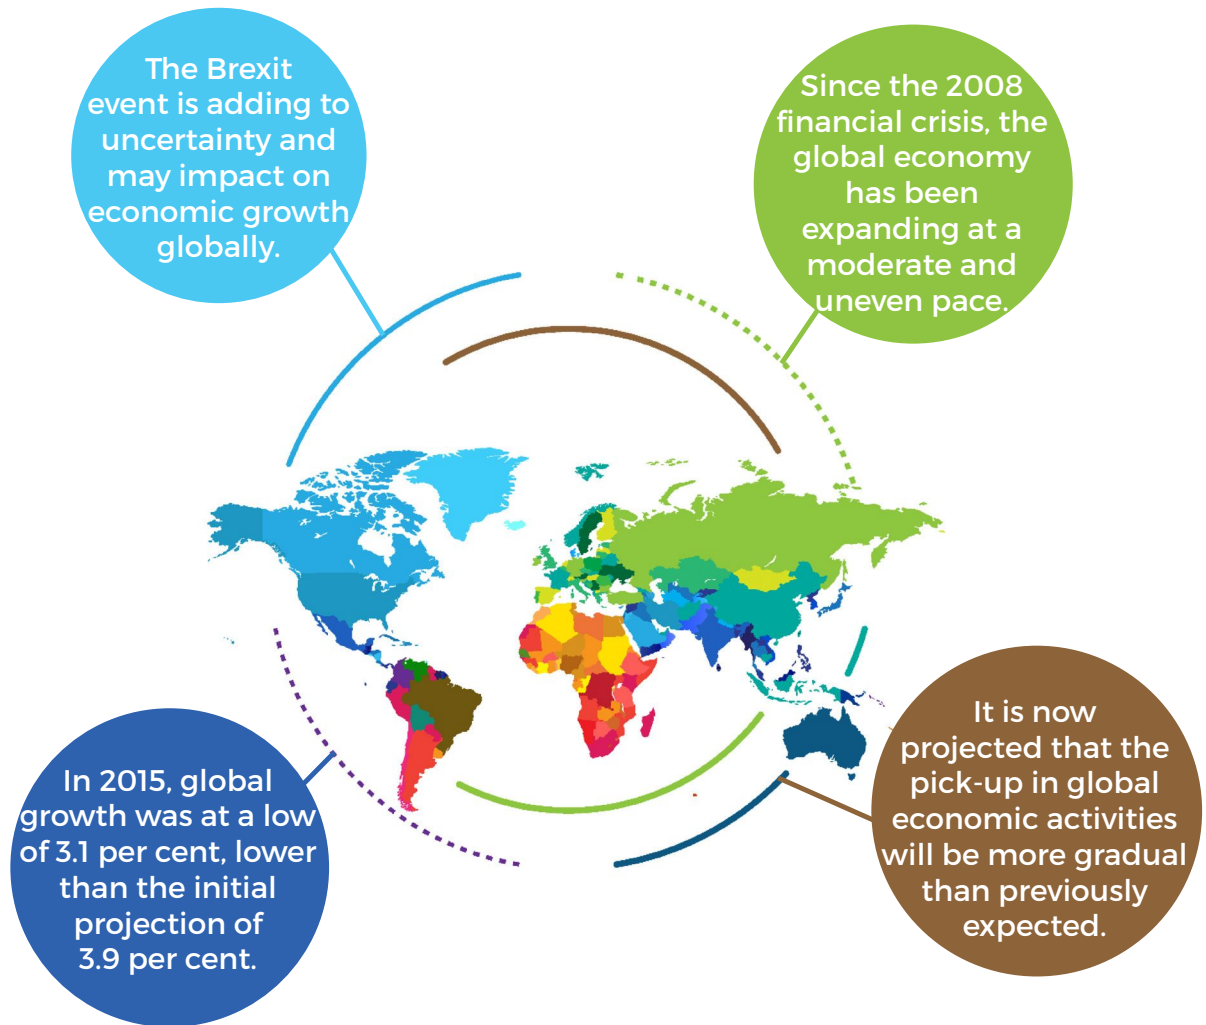 The Brexit
event is adding to
uncertainty and
may impact on
economic growth
globally.
Since the 2008
financial crisis, the
global economy
has been
expanding at a
moderate and
uneven pace.
In 2015, global
growth was at a low
of 3.1 per cent, lower
than the initial
projection of
3.9 per cent.
It is now
projected that the
pick-up in global
economic activities
will be more gradual
than previously
expected.